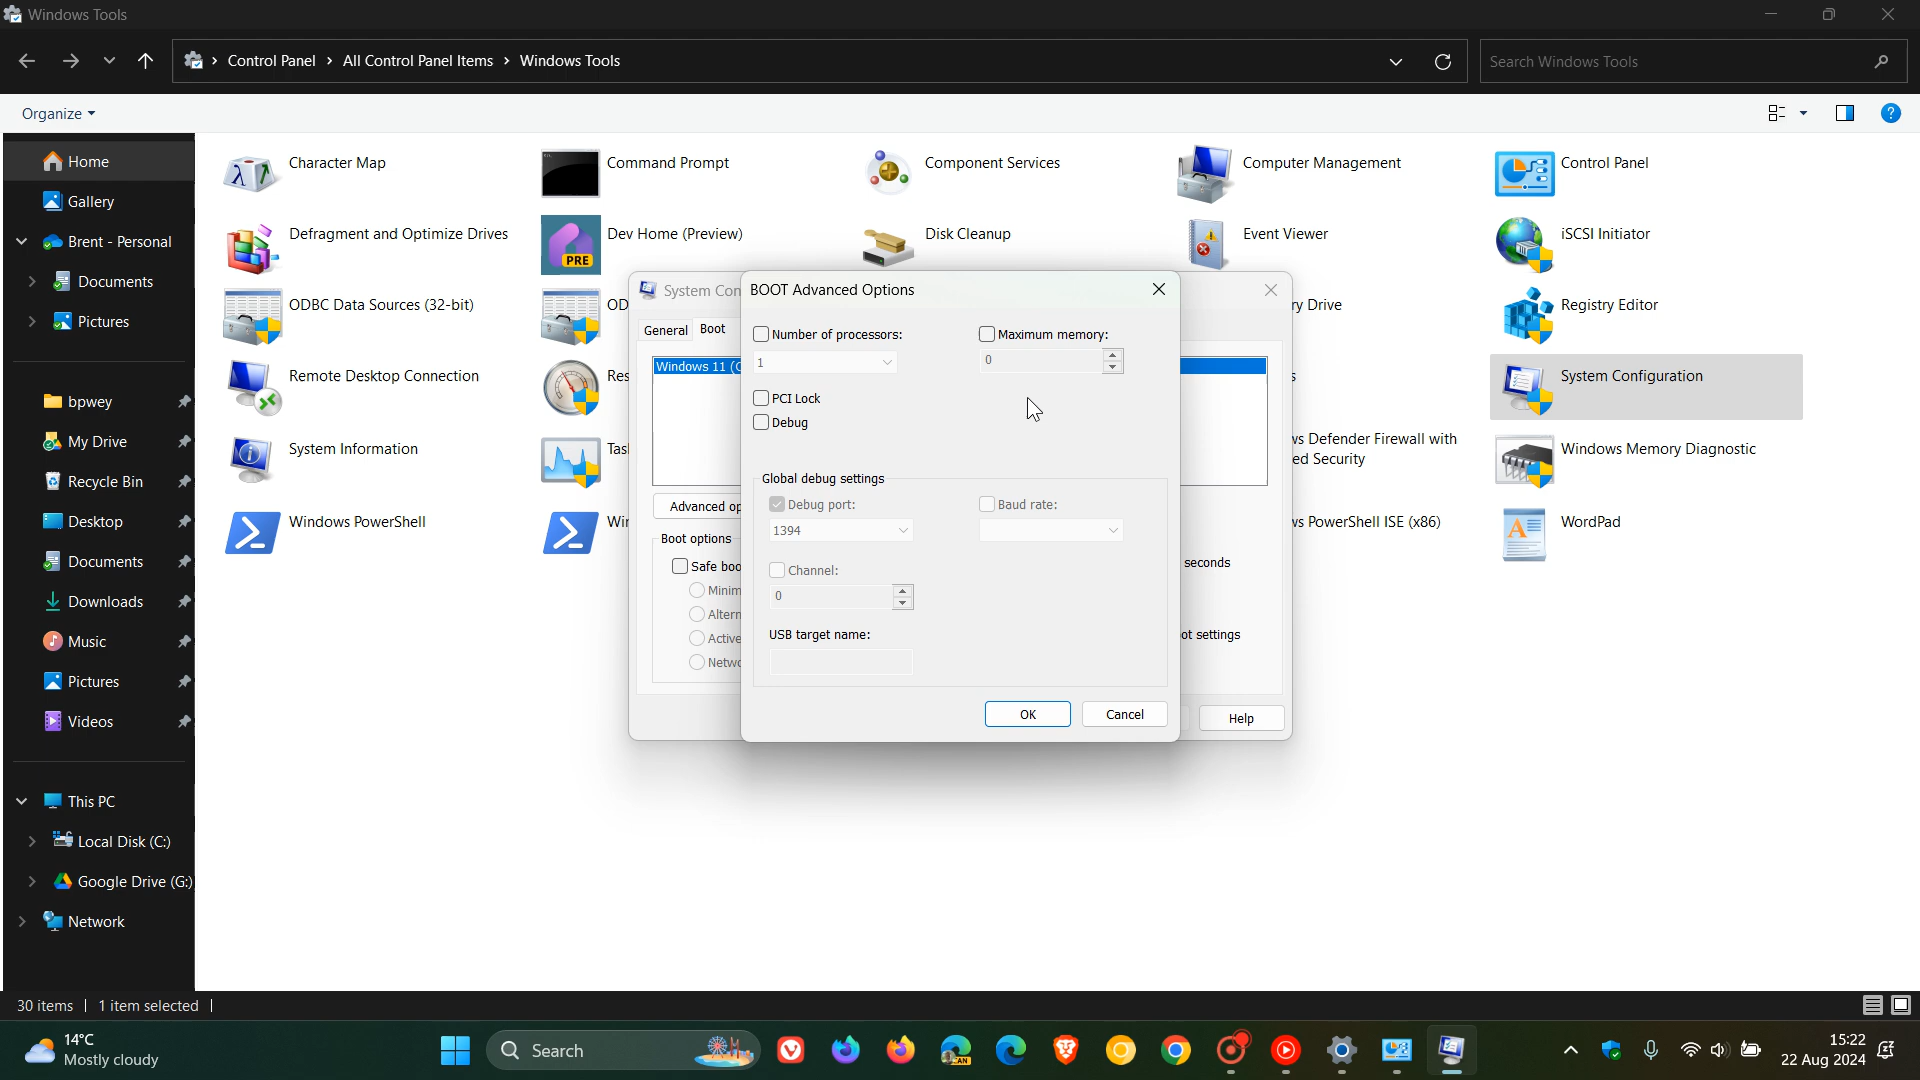 Windows Tools
Control Panel > All Control Panel Items > Windows Tools
Search Windows Tools
Organize
Home
Gallery
Brent - Personal
Documents
Pictures
bpwey
My Drive
Recycle Bin
Desktop
Documents
Downloads
Music
Pictures
Videos
This PC
Local Disk (C:)
Google Drive (G:)
Network
Character Map
Command Prompt
Component Services
Computer Management
Control Panel
Defragment and Optimize Drives
Dev Home (Preview)
PRE
Disk Cleanup
Event Viewer
iSCSI Initiator
ODBC Data Sources (32-bit)
OD
ry Drive
Registry Editor
Remote Desktop Connection
Res
s
System Configuration
System Information
Tas
ws Defender Firewall with
ed Security
Windows Memory Diagnostic
Windows PowerShell
Wir
ws PowerShell ISE (x86)
WordPad
System Con
General
Boot
Windows 11 (C
Advanced op
Boot options
Safe boo
Minim
Altern
Active
Netwo
seconds
ot settings
Help
BOOT Advanced Options
Number of processors:
1
Maximum memory:
0
PCI Lock
Debug
Global debug settings
Debug port:
1394
Baud rate:
Channel:
0
USB target name:
OK
Cancel
30 items
1 item selected
14°C
Mostly cloudy
Search
CAN
15:22
22 Aug 2024